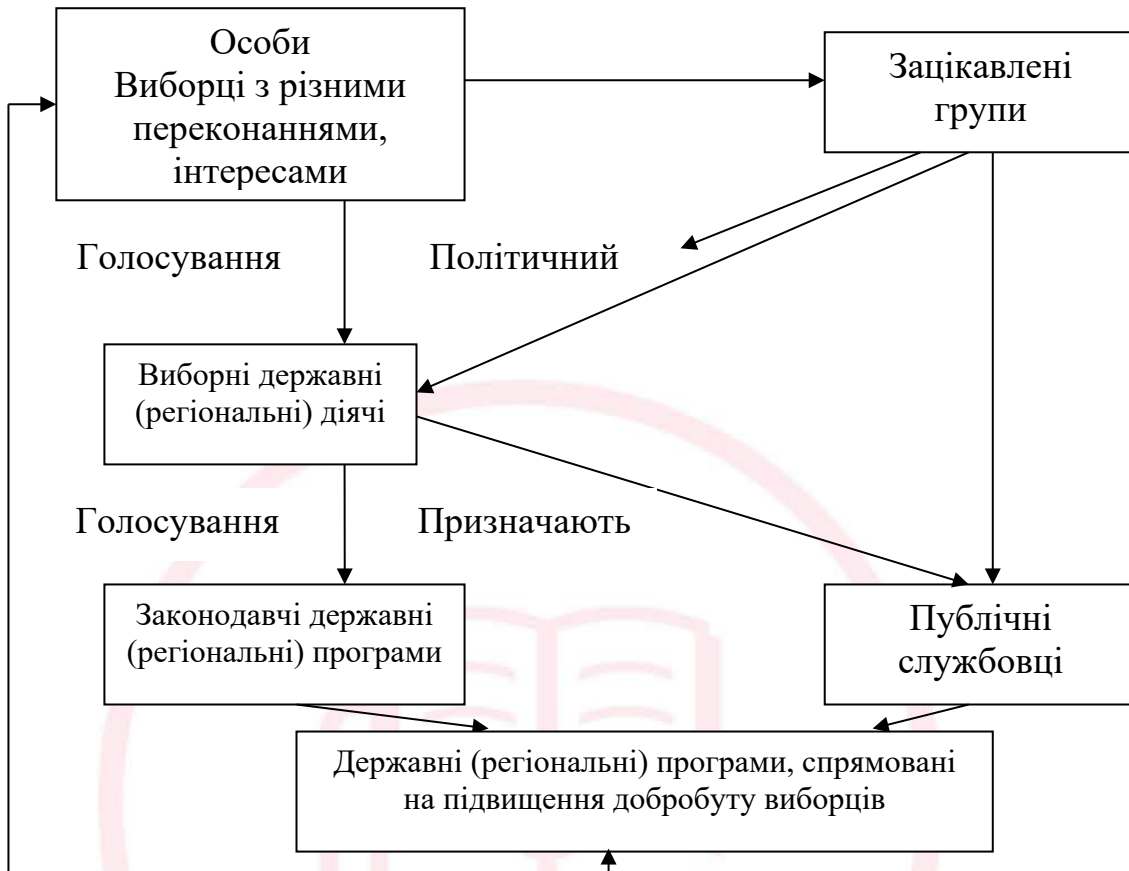 Особи
Виборці з різними
переконаннями,
інтересами
Зацікавлені
групи
Голосування
Політичний
Виборні державні
(регіональні) діячі
Голосування
Призначають
Законодавчі державні
(регіональні) програми
Публічні
службовці
Державні (регіональні) програми, спрямовані
на підвищення добробуту виборців